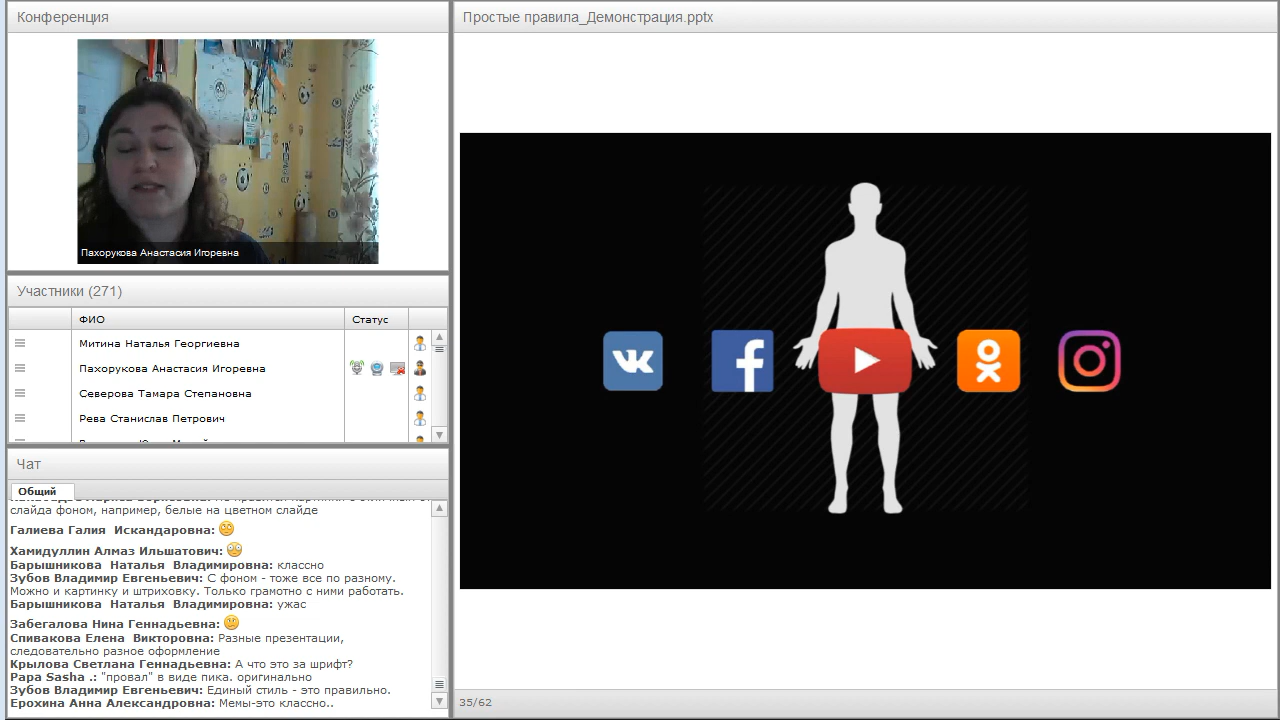 Конференция
Пахорукова Анастасия Игоревна
Участники (271)
ФИО
Статус
Митина Наталья Георгиевна
Пахорукова Анастасия Игоревна
Северова Тамара Степановна
Рева Станислав Петрович
Чат
Общий
слайда фоном, например, белые на цветном слайде
Галиева Галия Искандаровна:
Хамидуллин Алмаз Ильшатович:
Барышникова Наталья Владимировна: классно
Зубов Владимир Евгеньевич: С фоном - тоже все по разному.
Можно и картинку и штриховку. Только грамотно с ними работать.
Барышникова Наталья Владимировна: ужас
Забегалова Нина Геннадьевна:
Спивакова Елена Викторовна: Разные презентации,
следовательно разное оформление
Крылова Светлана Геннадьевна: А что это за шрифт?
Papa Sasha .: "провал" в виде пика. оригинально
Зубов Владимир Евгеньевич: Единый стиль - это правильно.
Ерохина Анна Александровна: Мемы-это классно..
Простые правила_Демонстрация.pptx
35/62